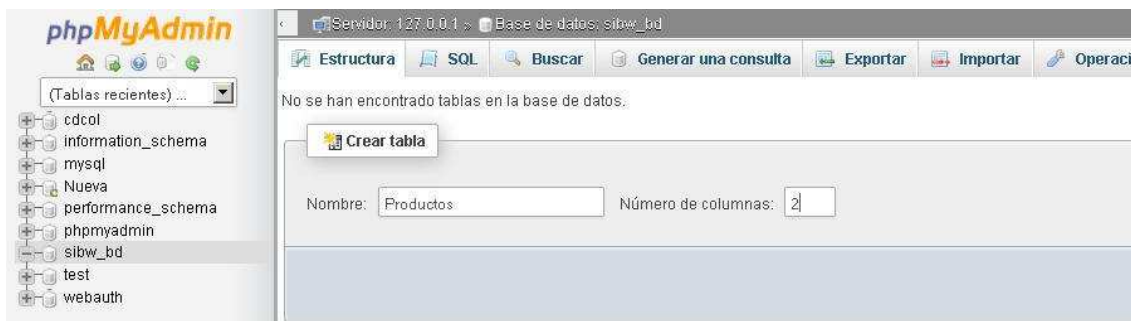 phpMyAdmin
(Tablas recientes) ...
cdcol
information_schema
mysql
Nueva
performance_schema
phpmyadmin
sibw_bd
test
webauth
Servidor: 127.0.0.1 » Base de datos: sibw_bd
Estructura SQL Buscar Generar una consulta Exportar Importar Operaci
No se han encontrado tablas en la base de datos.
Crear tabla
Nombre: Productos Número de columnas: 2